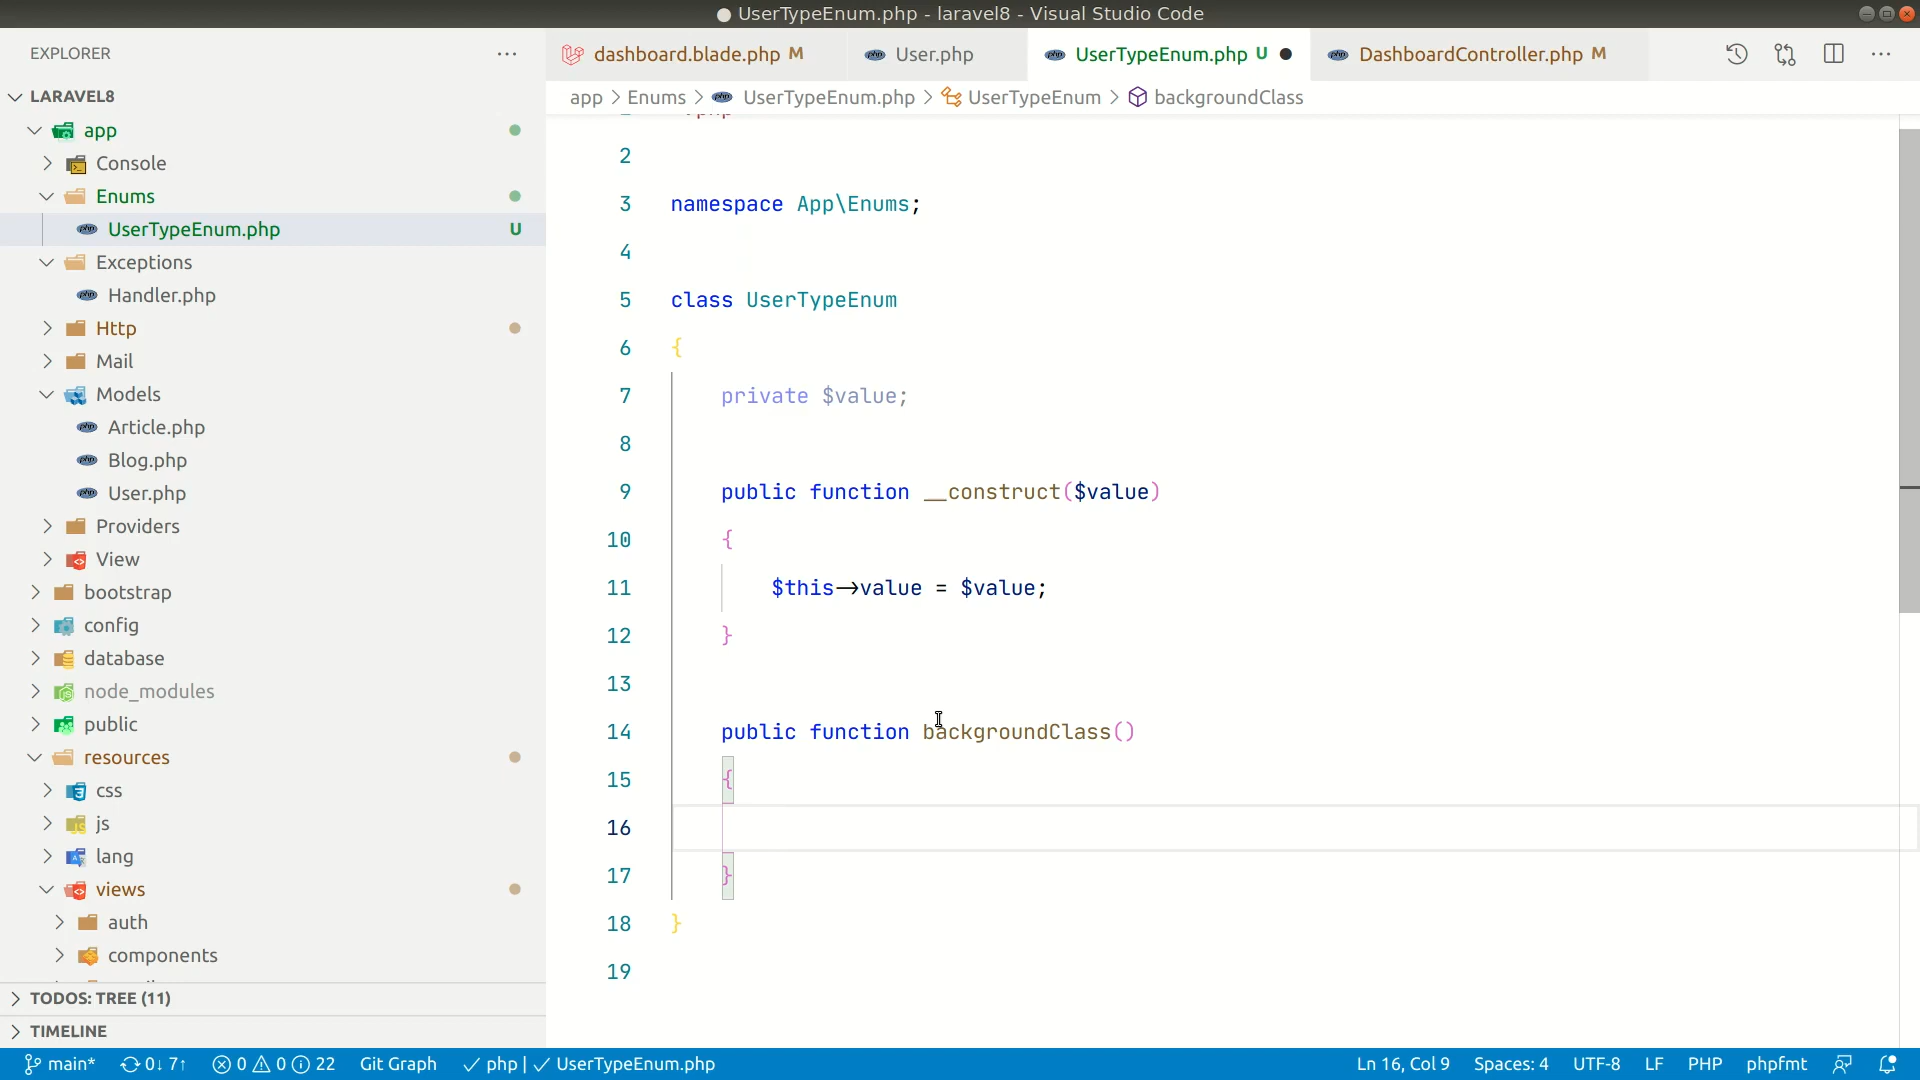 ● UserTypeEnum.php - laravel8 - Visual Studio Code
EXPLORER
dashboard.blade.php M
User.php
UserTypeEnum.php U ●
DashboardController.php M
app > Enums > UserTypeEnum.php > UserTypeEnum > backgroundClass
LARAVEL8
app
Console
Enums
UserTypeEnum.php U
Exceptions
Handler.php
Http
Mail
Models
Article.php
Blog.php
User.php
Providers
View
bootstrap
config
database
node_modules
public
resources
css
js
lang
views
auth
components
TODOS: TREE (11)
TIMELINE
2
3 namespace App\Enums;
4
5 class UserTypeEnum
6 {
7 private $value;
8
9 public function __construct($value)
10 {
11 $this->value = $value;
12 }
13
14 public function backgroundClass()
15 {
16
17 }
18 }
19
main* 0↓ 7↑ 0 0 22 Git Graph ✓ php | ✓ UserTypeEnum.php Ln 16, Col 9 Spaces: 4 UTF-8 LF PHP phpfmt